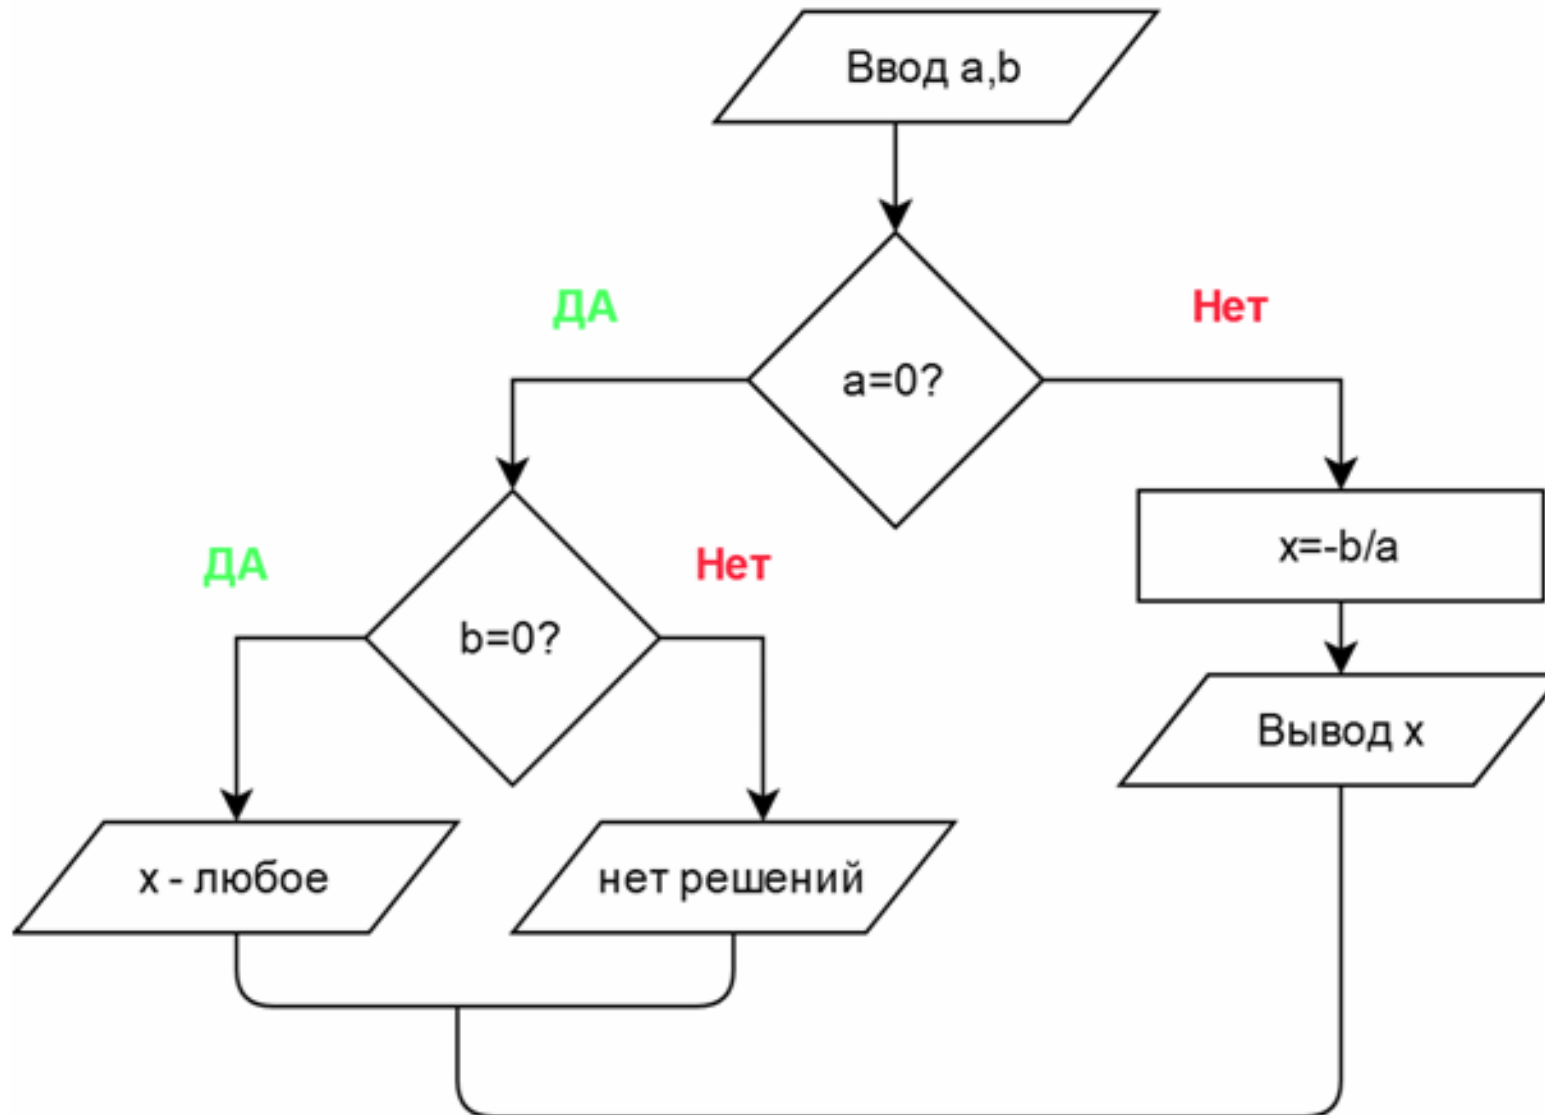 Ввод a,b
ДА
Нет
a=0?
ДА
Нет
x=-b/a
b=0?
Вывод x
x - любое
нет решений